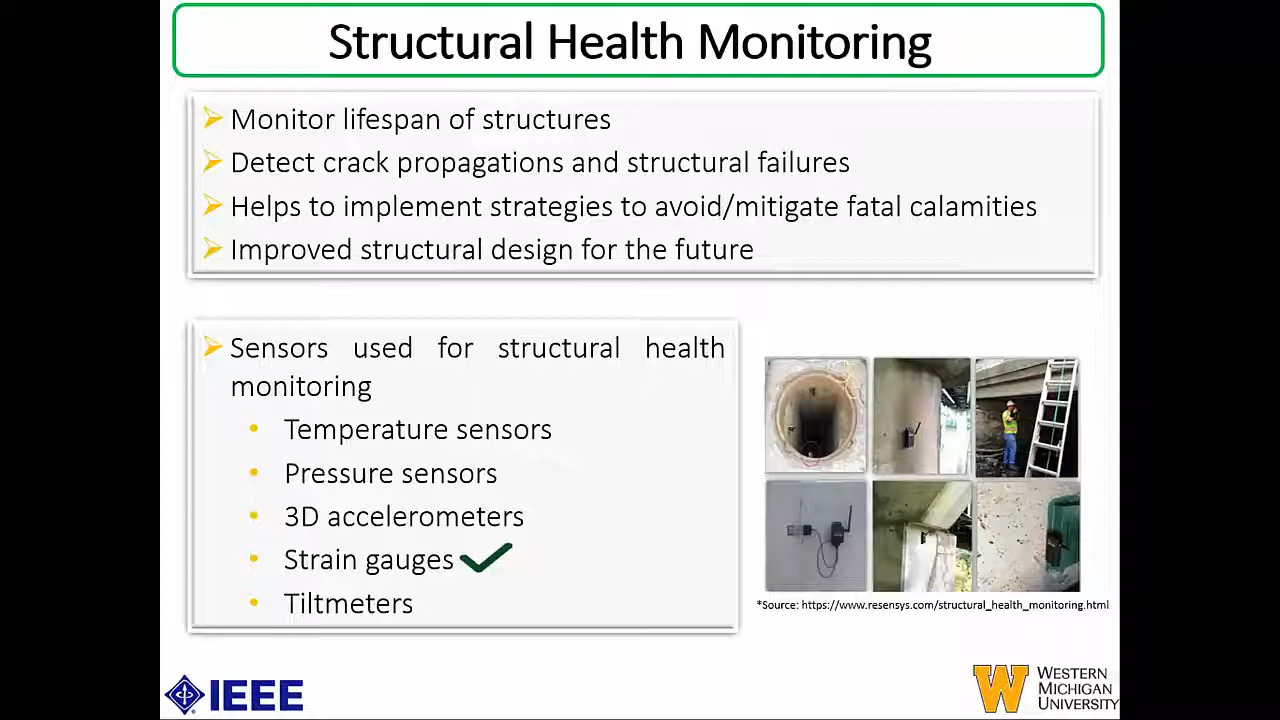 Structural Health Monitoring
Monitor lifespan of structures
Detect crack propagations and structural failures
Helps to implement strategies to avoid/mitigate fatal calamities
Improved structural design for the future
Sensors used for structural health
monitoring
Temperature sensors
Pressure sensors
3D accelerometers
Strain gauges
Tiltmeters
*Source: https://www.resensys.com/structural_health_monitoring.html
IEEE
W
WESTERN
MICHIGAN
UNIVERSITY